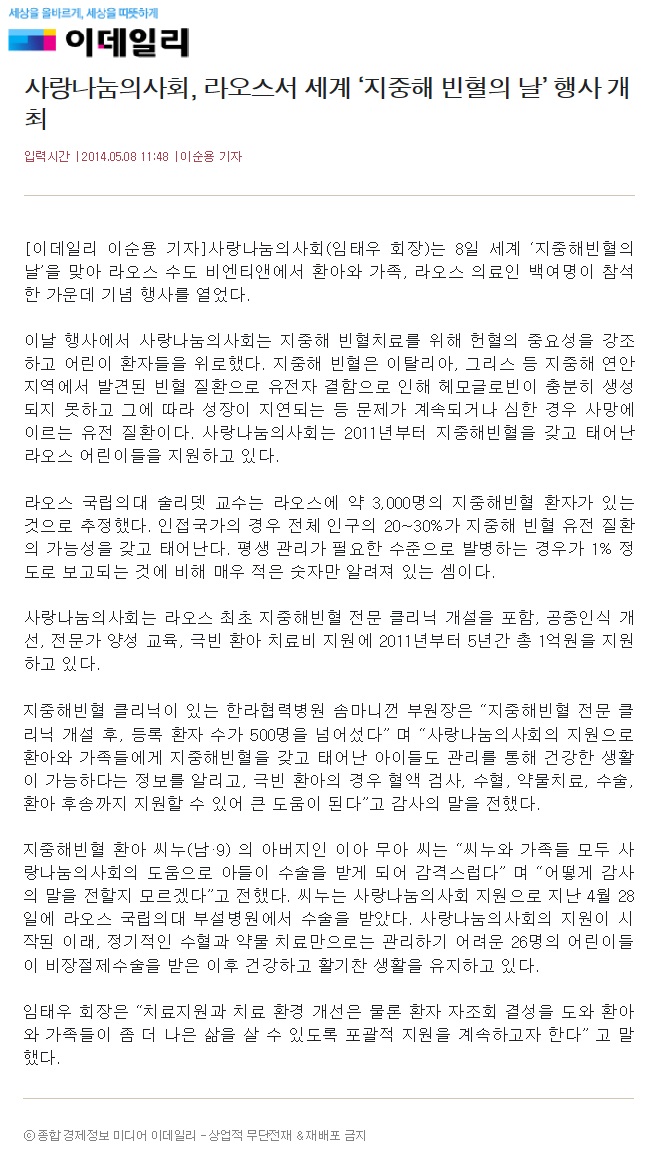 세상을 올바르게, 세상을 따뜻하게
이데일리
사랑나눔의사회, 라오스서 세계 ‘지중해 빈혈의 날’ 행사 개
최
입력시간 | 2014.05.08 11:48 | 이순용 기자
[이데일리 이순용 기자]사랑나눔의사회(임태우 회장)는 8일 세계 ‘지중해빈혈의
날’을 맞아 라오스 수도 비엔티앤에서 환아와 가족, 라오스 의료인 백여명이 참석
한 가운데 기념 행사를 열었다.
이날 행사에서 사랑나눔의사회는 지중해 빈혈치료를 위해 헌혈의 중요성을 강조
하고 어린이 환자들을 위로했다. 지중해 빈혈은 이탈리아, 그리스 등 지중해 연안
지역에서 발견된 빈혈 질환으로 유전자 결함으로 인해 헤모글로빈이 충분히 생성
되지 못하고 그에 따라 성장이 지연되는 등 문제가 계속되거나 심한 경우 사망에
이르는 유전 질환이다. 사랑나눔의사회는 2011년부터 지중해빈혈을 갖고 태어난
라오스 어린이들을 지원하고 있다.
라오스 국립의대 술리뎃 교수는 라오스에 약 3,000명의 지중해빈혈 환자가 있는
것으로 추정했다. 인접국가의 경우 전체 인구의 20~30%가 지중해 빈혈 유전 질환
의 가능성을 갖고 태어난다. 평생 관리가 필요한 수준으로 발병하는 경우가 1% 정
도로 보고되는 것에 비해 매우 적은 숫자만 알려져 있는 셈이다.
사랑나눔의사회는 라오스 최초 지중해빈혈 전문 클리닉 개설을 포함, 공중인식 개
선, 전문가 양성 교육, 극빈 환아 치료비 지원에 2011년부터 5년간 총 1억원을 지원
하고 있다.
지중해빈혈 클리닉이 있는 한라협력병원 솜마니껀 부원장은 “지중해빈혈 전문 클
리닉 개설 후, 등록 환자 수가 500명을 넘어섰다” 며 “사랑나눔의사회의 지원으로
환아와 가족들에게 지중해빈혈을 갖고 태어난 아이들도 관리를 통해 건강한 생활
이 가능하다는 정보를 알리고, 극빈 환아의 경우 혈액 검사, 수혈, 약물치료, 수술,
환아 후송까지 지원할 수 있어 큰 도움이 된다”고 감사의 말을 전했다.
지중해빈혈 환아 씨누(남·9) 의 아버지인 이아 무아 씨는 “씨누와 가족들 모두 사
랑나눔의사회의 도움으로 아들이 수술을 받게 되어 감격스럽다” 며 “어떻게 감사
의 말을 전할지 모르겠다”고 전했다. 씨누는 사랑나눔의사회 지원으로 지난 4월 28
일에 라오스 국립의대 부설병원에서 수술을 받았다. 사랑나눔의사회의 지원이 시
작된 이래, 정기적인 수혈과 약물 치료만으로는 관리하기 어려운 26명의 어린이들
이 비장절제수술을 받은 이후 건강하고 활기찬 생활을 유지하고 있다.
임태우 회장은 “치료지원과 치료 환경 개선은 물론 환자 자조회 결성을 도와 환아
와 가족들이 좀 더 나은 삶을 살 수 있도록 포괄적 지원을 계속하고자 한다” 고 말
했다.
ⓒ종합 경제정보 미디어 이데일리 - 상업적 무단전재 & 재배포 금지